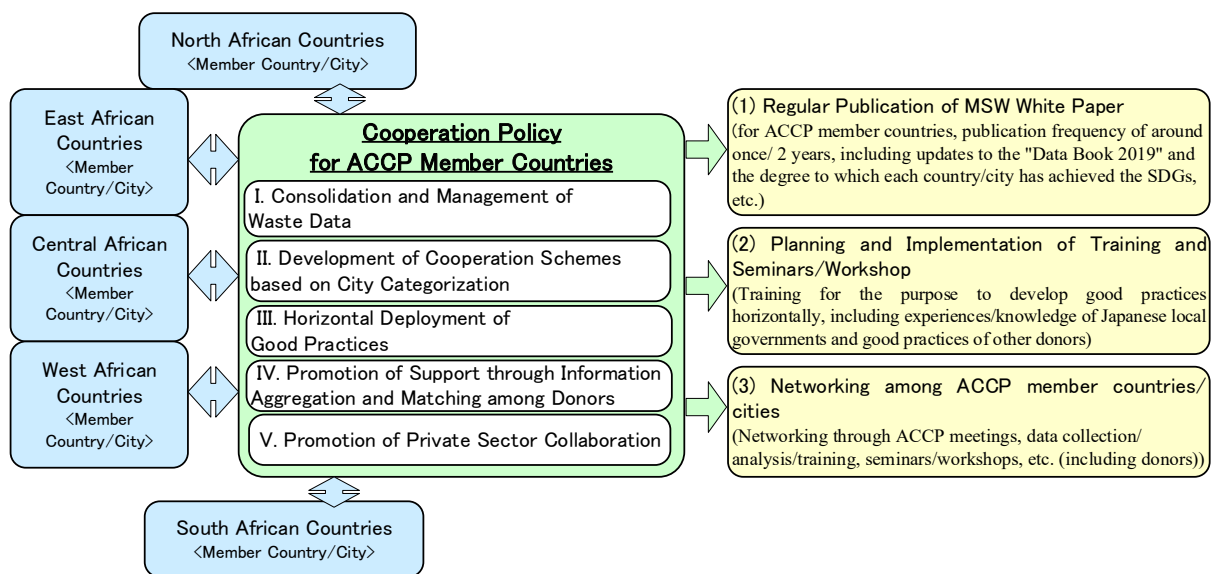 North African Countries
<Member Country/City>
East African
Countries
<Member
Country/City>
Central African
Countries
<Member
Country/City>
West African
Countries
<Member
Country/City>
Cooperation Policy
for ACCP Member Countries
Ⅰ. Consolidation and Management of
Waste Data
Ⅱ. Development of Cooperation Schemes
based on City Categorization
Ⅲ. Horizontal Deployment of
Good Practices
Ⅳ. Promotion of Support through Information
Aggregation and Matching among Donors
Ⅴ. Promotion of Private Sector Collaboration
South African Countries
<Member Country/City>
(1) Regular Publication of MSW White Paper
(for ACCP member countries, publication frequency of around
once/ 2 years, including updates to the "Data Book 2019" and
the degree to which each country/city has achieved the SDGs,
etc.)
(2) Planning and Implementation of Training and
Seminars/Workshop
(Training for the purpose to develop good practices
horizontally, including experiences/knowledge of Japanese local
governments and good practices of other donors)
(3) Networking among ACCP member countries/
cities
(Networking through ACCP meetings, data collection/
analysis/training, seminars/workshops, etc. (including donors))